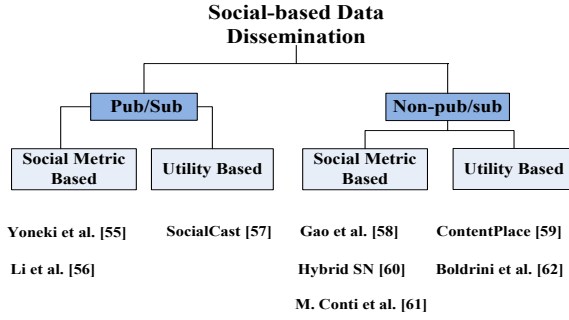 Social-based Data
Dissemination
Pub/Sub
Non-pub/sub
Social Metric
Based
Utility Based
Social Metric
Based
Utility Based
Yoneki et al. [55]
SocialCast [57]
Gao et al. [58]
ContentPlace [59]
Li et al. [56]
Hybrid SN [60]
Boldrini et al. [62]
M. Conti et al. [61]